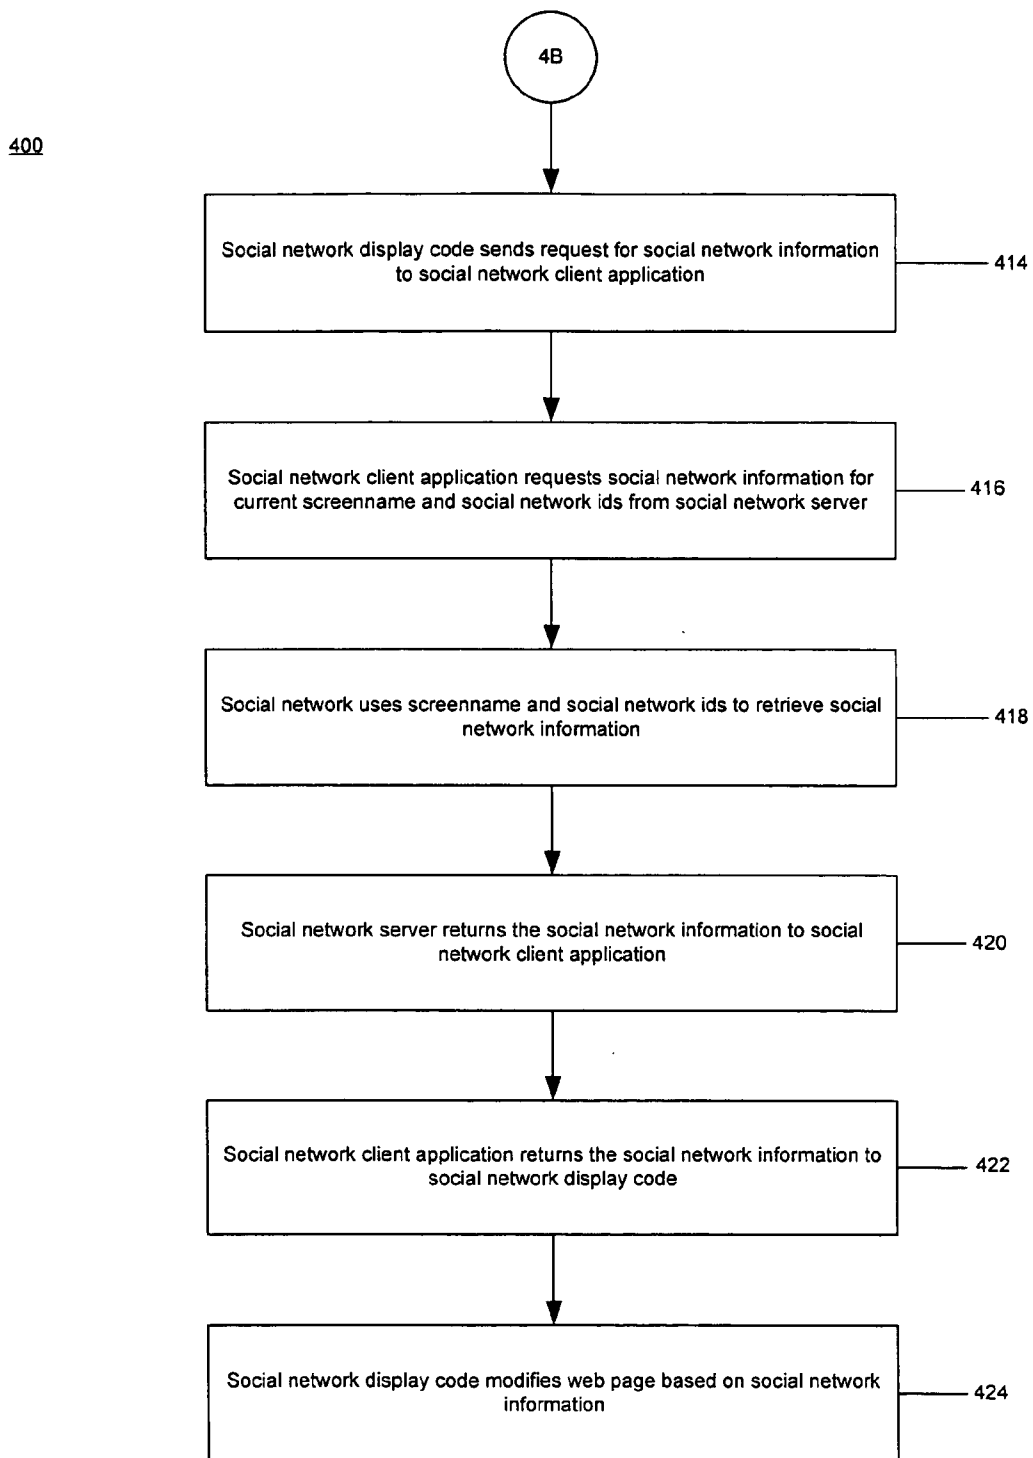 4B
400
Social network display code sends request for social network information
to social network client application
414
Social network client application requests social network information for
current screenname and social network ids from social network server
416
Social network uses screenname and social network ids to retrieve social
network information
418
Social network server returns the social network information to social
network client application
420
Social network client application returns the social network information to
social network display code
422
Social network display code modifies web page based on social network
information
424